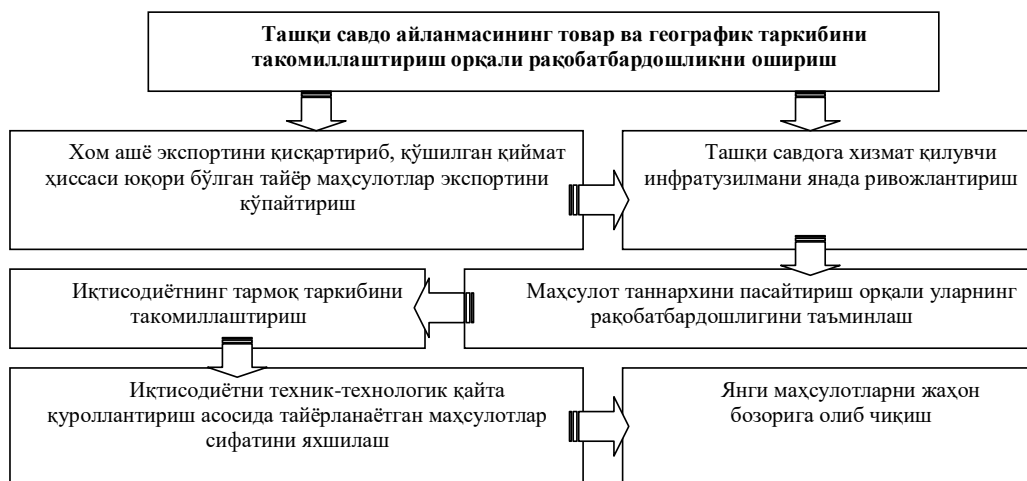 Ташқи савдо айланмасининг товар ва географик таркибини
такомиллаштириш орқали рақобатбардошликни ошириш
Хом ашё экспортини қисқартириб, қўшилган қиймат
ҳиссаси юқори бўлган тайёр маҳсулотлар экспортини
кўпайтириш
Ташқи савдога хизмат қилувчи
инфратузилмани янада ривожлантириш
Иқтисодиётнинг тармоқ таркибини
такомиллаштириш
Маҳсулот таннархини пасайтириш орқали уларнинг
рақобатбардошлигини таъминлаш
Иқтисодиётни техник-технологик қайта
қуроллантириш асосида тайёрланаётган маҳсулотлар
сифатини яхшилаш
Янги маҳсулотларни жаҳон
бозорига олиб чиқиш